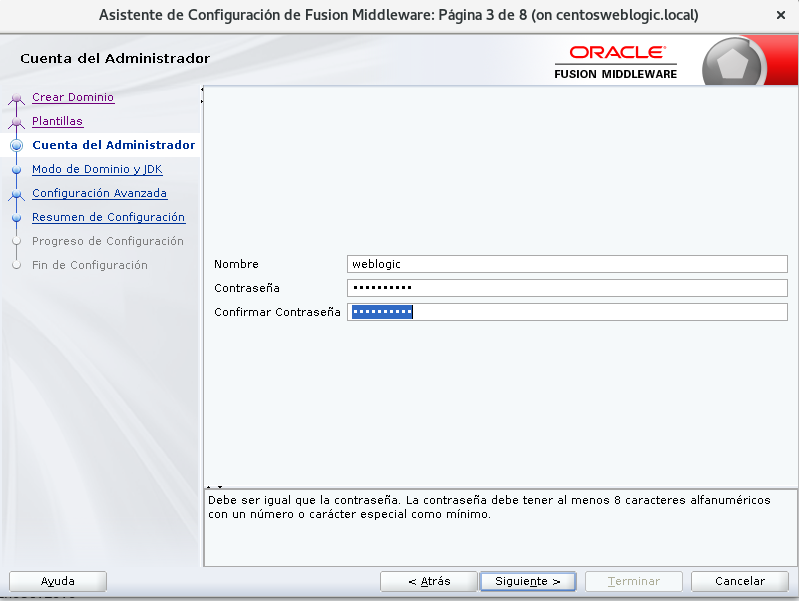 Asistente de Configuración de Fusion Middleware: Página 3 de 8 (on centosweblogic.local)
Cuenta del Administrador
ORACLE
FUSION MIDDLEWARE
Crear Dominio
Plantillas
Cuenta del Administrador
Modo de Dominio y JDK
Configuración Avanzada
Resumen de Configuración
Progreso de Configuración
Fin de Configuración
Nombre weblogic
Contraseña ••••••••••
Confirmar Contraseña ••••••••••
Debe ser igual que la contraseña. La contraseña debe tener al menos 8 caracteres alfanuméricos
con un número o carácter especial como mínimo.
Ayuda < Atrás Siguiente > Terminar Cancelar